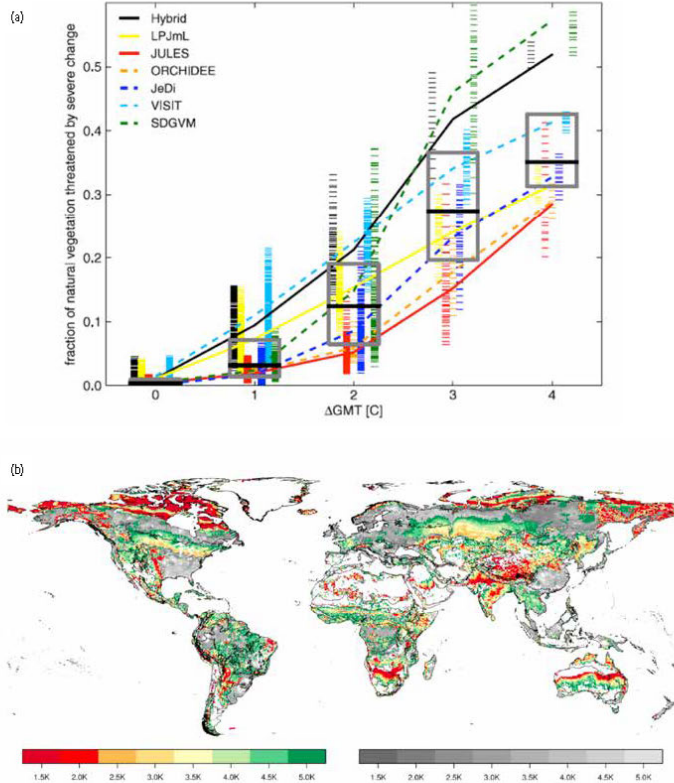 (a)
Hybrid
LPJmL
JULES
ORCHIDEE
JeDi
VISIT
SDGVM
fraction of natural vegetation threatened by severe change
0.5
0.4
0.3
0.2
0.1
0.0
0 1 2 3 4
ΔGMT [C]
(b)
1.5K 2.0K 2.5K 3.0K 3.5K 4.0K 4.5K 5.0K
1.5K 2.0K 2.5K 3.0K 3.5K 4.0K 4.5K 5.0K